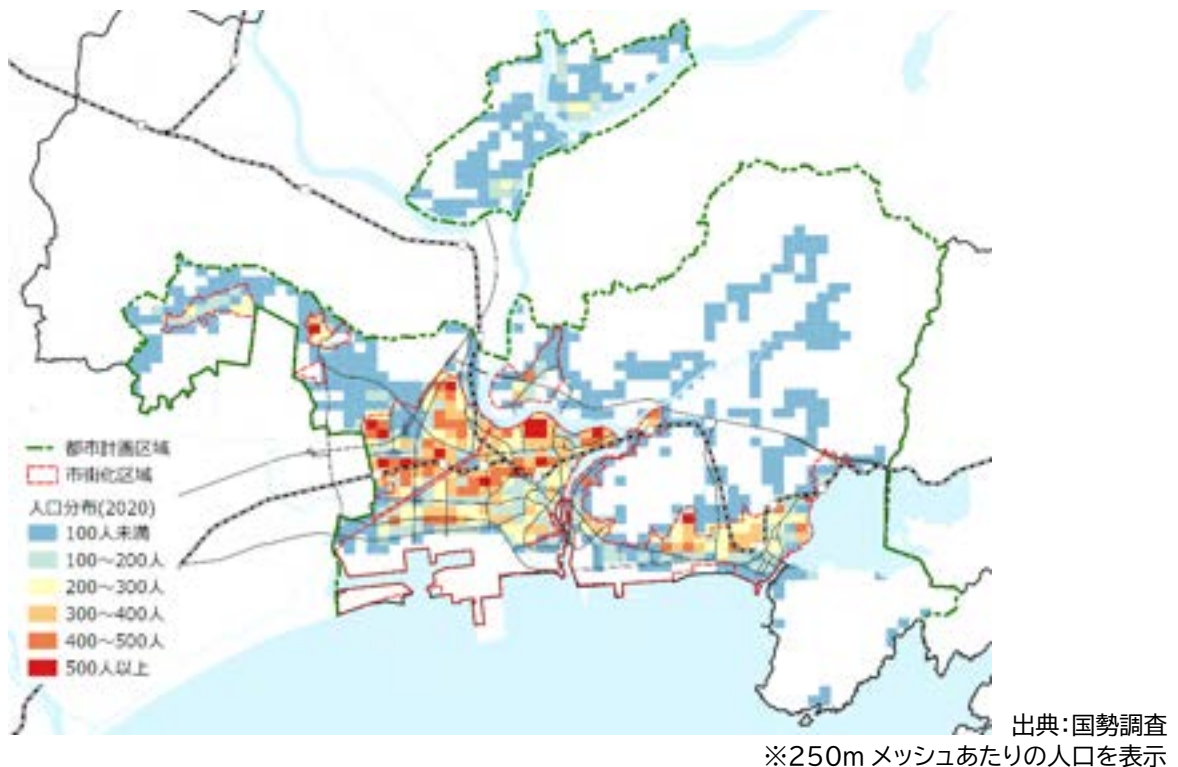 都市計画区域
市街化区域
人口分布(2020)
100人未満
100～200人
200～300人
300～400人
400～500人
500人以上
出典：国勢調査
※250m メッシュあたりの人口を表示